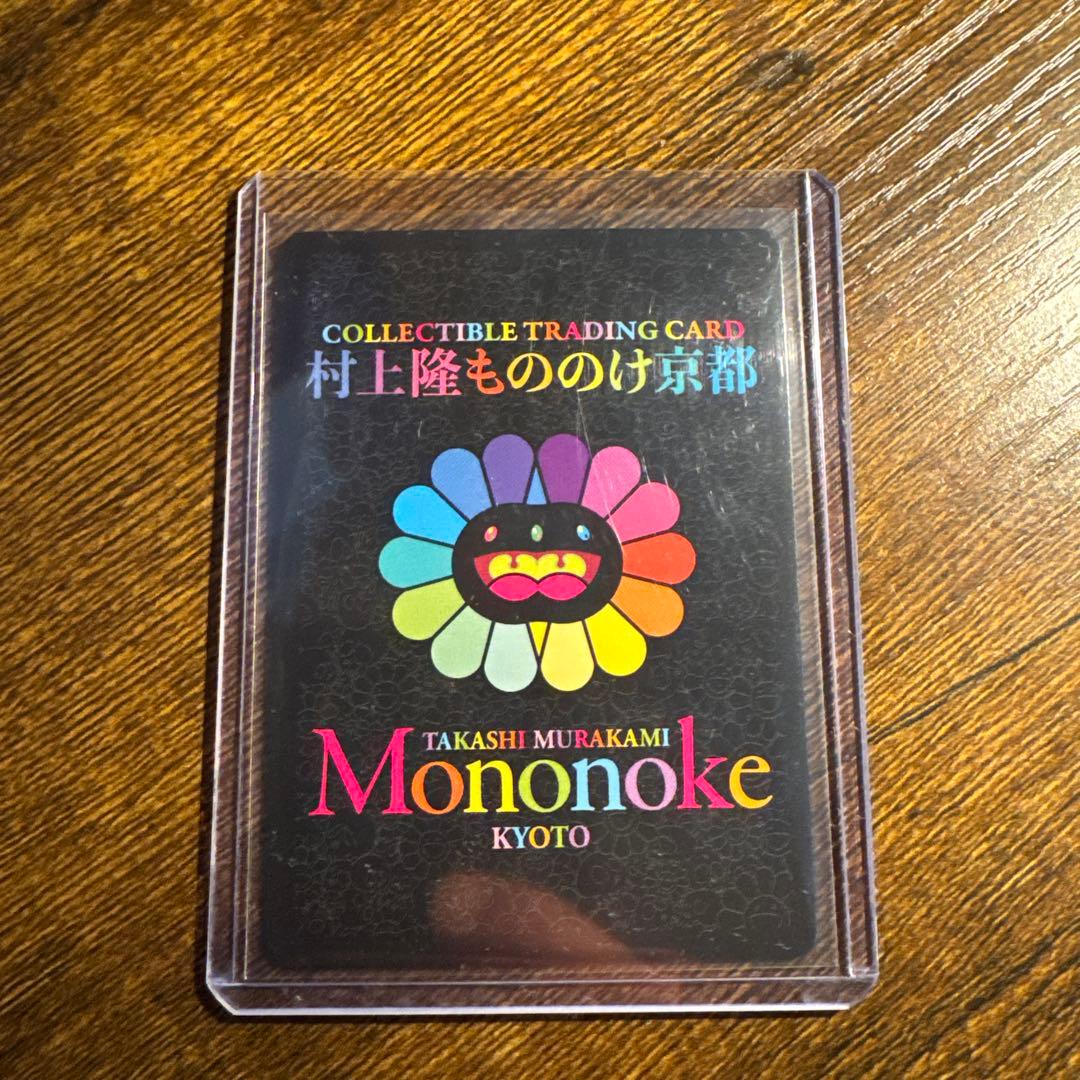 COLLECTIBLE TRADING CARD
村上隆もののけ京都
TAKASHI MURAKAMI
Mononoke
KYOTO